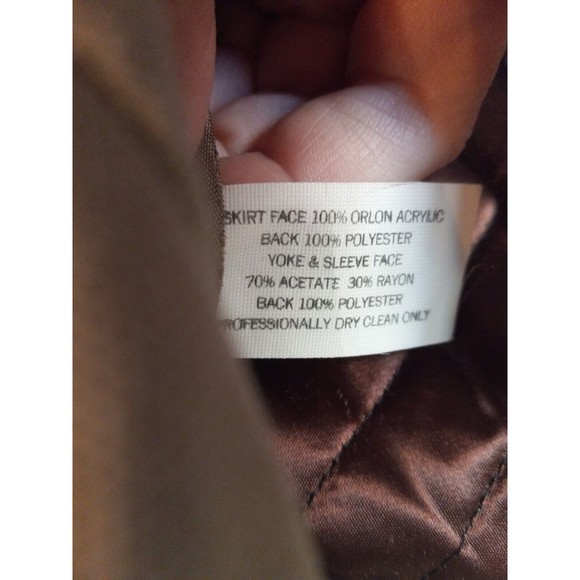 SKIRT FACE 100% ORLON ACRYLIC
BACK 100% POLYESTER
YOKE & SLEEVE FACE
70% ACETATE 30% RAYON
BACK 100% POLYESTER
PROFESSIONALLY DRY CLEAN ONLY